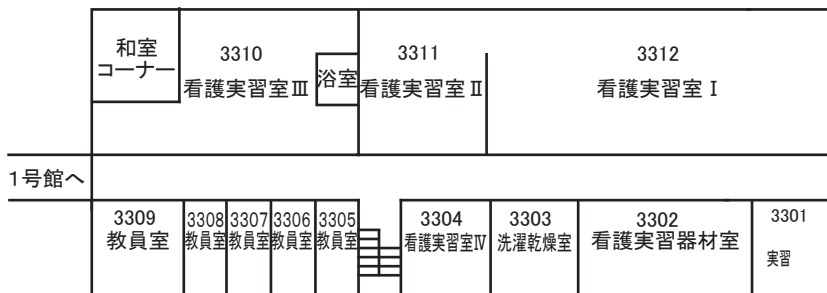 和室
コーナー
3310
看護実習室Ⅲ
浴室
3311
看護実習室Ⅱ
3312
看護実習室Ⅰ
1号館へ
3309
教員室
3308
教員室
3307
教員室
3306
教員室
3305
教員室
3304
看護実習室Ⅳ
3303
洗濯乾燥室
3302
看護実習器材室
3301
実習